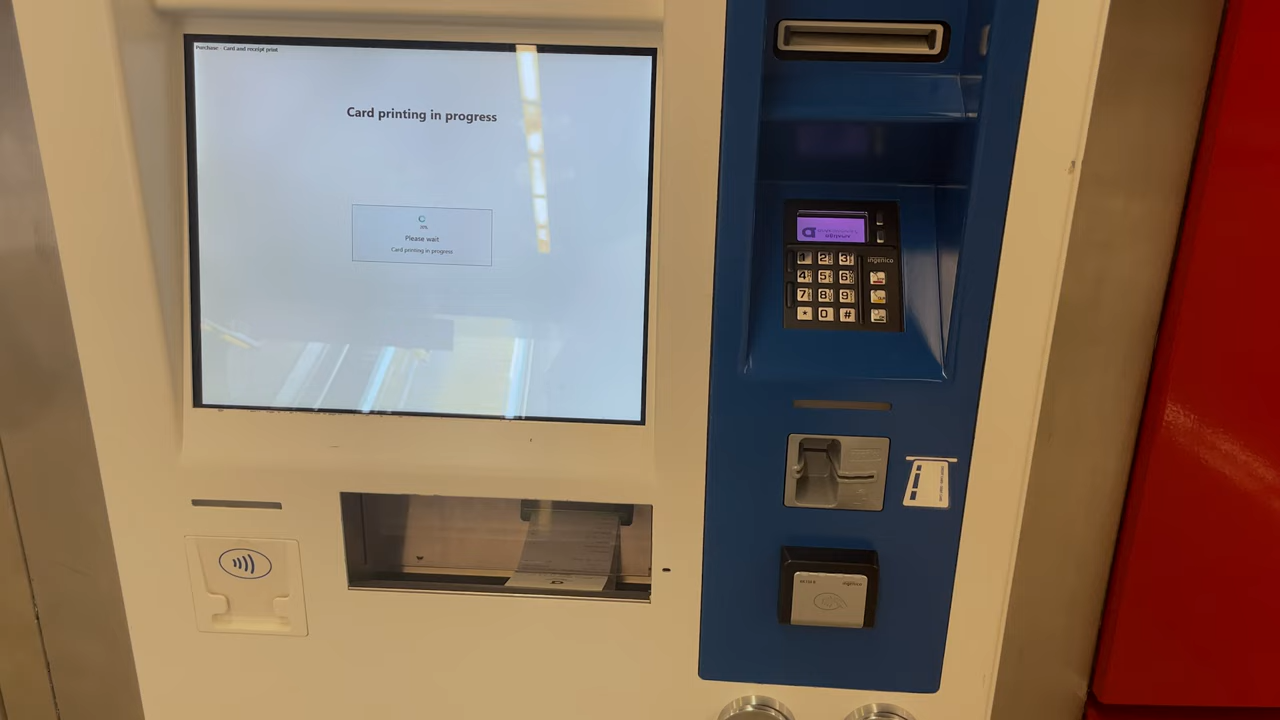 Purchase - Card and receipt print
Card printing in progress
Please wait
Card printing in progress
ingenico
1 2 3
4 5 6
7 8 9
* 0 #
ingenico